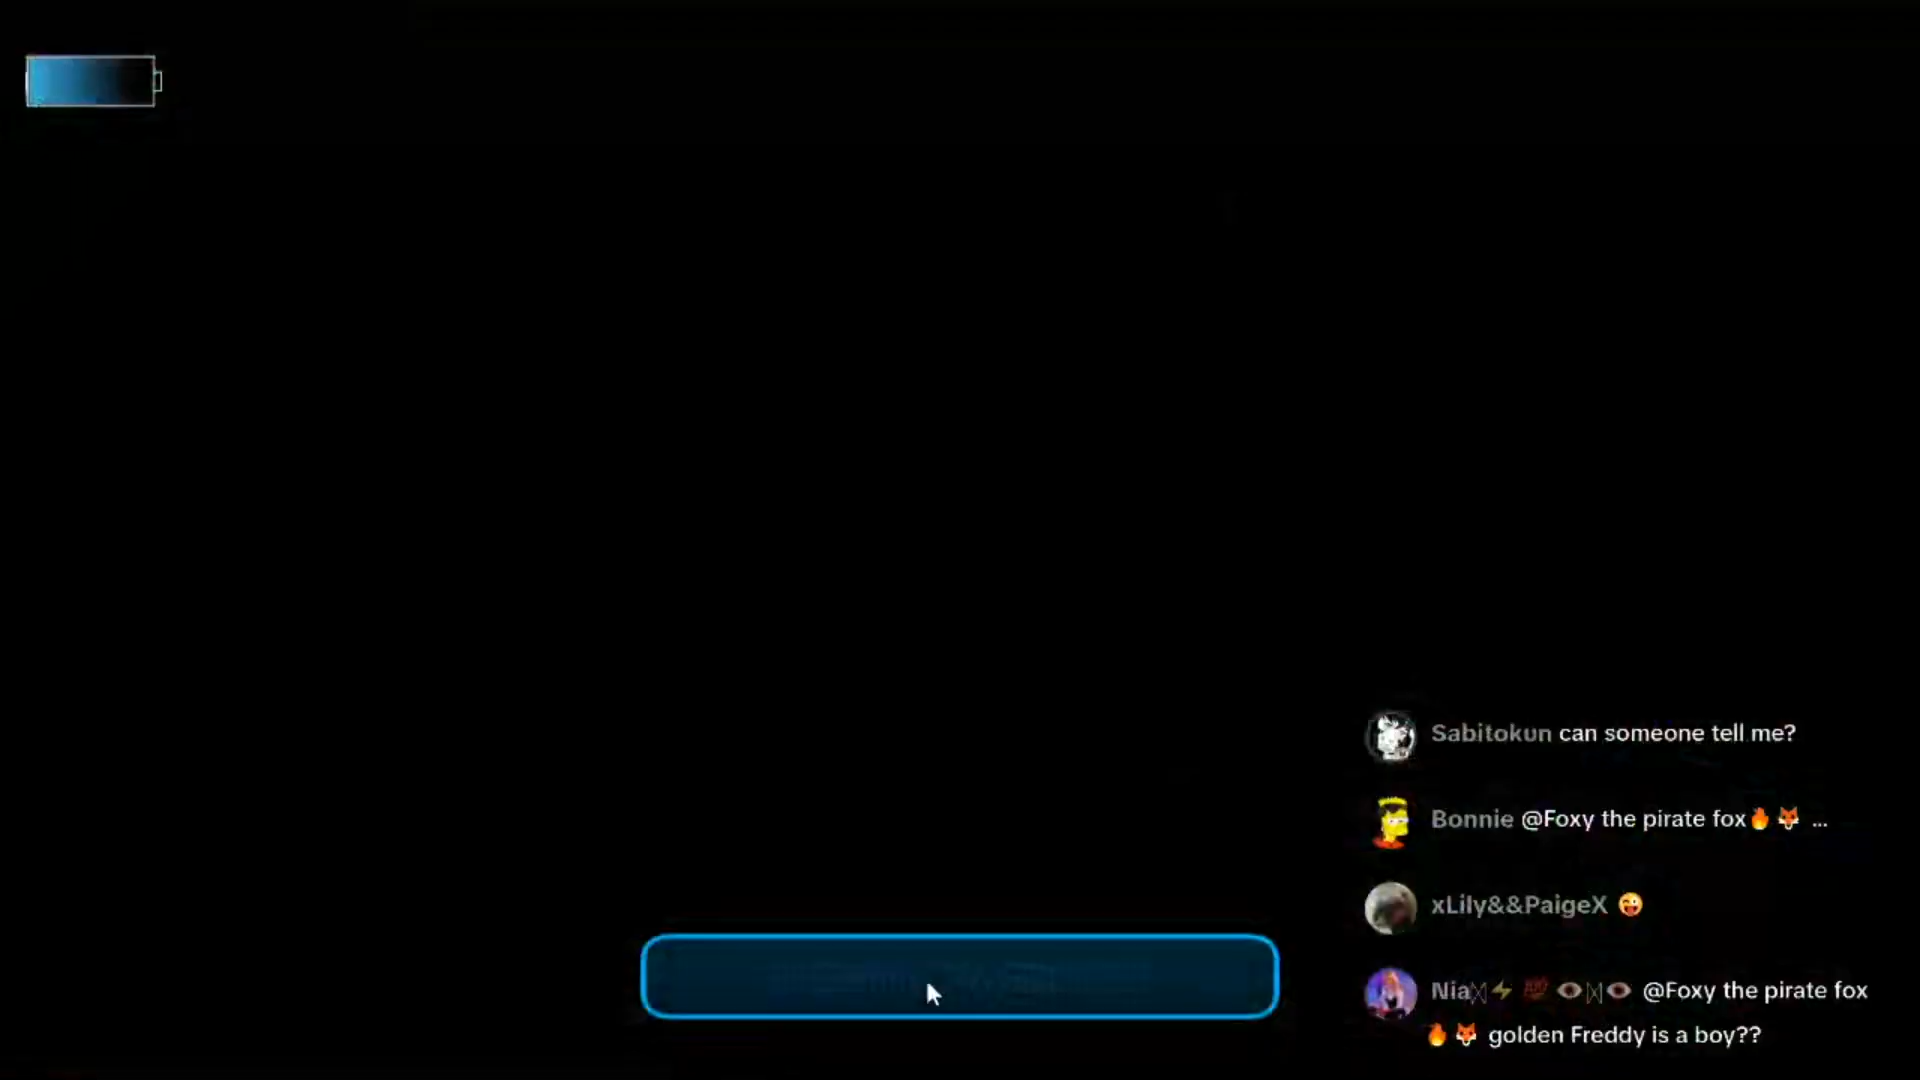 Sabitokun can someone tell me?
Bonnie @Foxy the pirate fox🔥🦊 ...
xLily&&PaigeX 😜
Nia⚡💯👁👁 @Foxy the pirate fox
🔥🦊 golden Freddy is a boy??